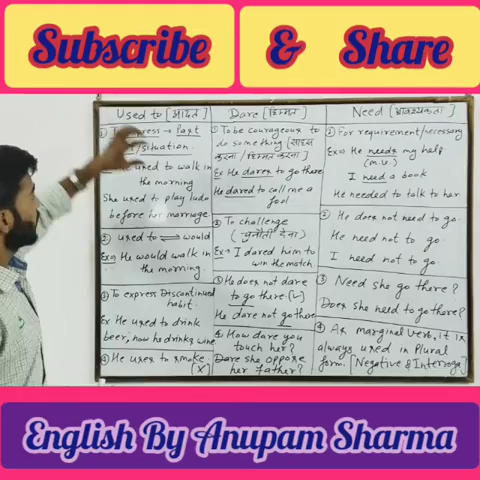 Subscribe & Share
Used to [आदत]
① To express → Past
/situation.
He used to walk in
the morning
She used to play ludo
before her marriage
② used to ⇌ would
Ex→ He would walk in
the morning.
③ To express Discontinued
habit.
Ex He used to drink
beer, now he drinks wine
④ He uses to smoke.
(X)
Dare [हिम्मत]
① To be courageous to
do something [साहस
करना / हिम्मत करना]
Ex He dares to go there
He dared to call me a
fool
② To challenge
(चुनौती देना)
Ex → I dared him to
win the match.
③ He does not dare
to go there (✓)
He dare not go there
④ How dare you
touch her?
Dare she oppose
her father?
Need [आवश्यकता]
① For requirement/necessary
Ex→ He needs my help
(m.v.)
I need a book
He needed to talk to her
② He does not need to go.
He need not to go.
I need not to go.
③ Need she go there?
Does she need to go there?
④ As marginal verb, it is
always used in Plural
form. [Negative & Interroga]
English By Anupam Sharma